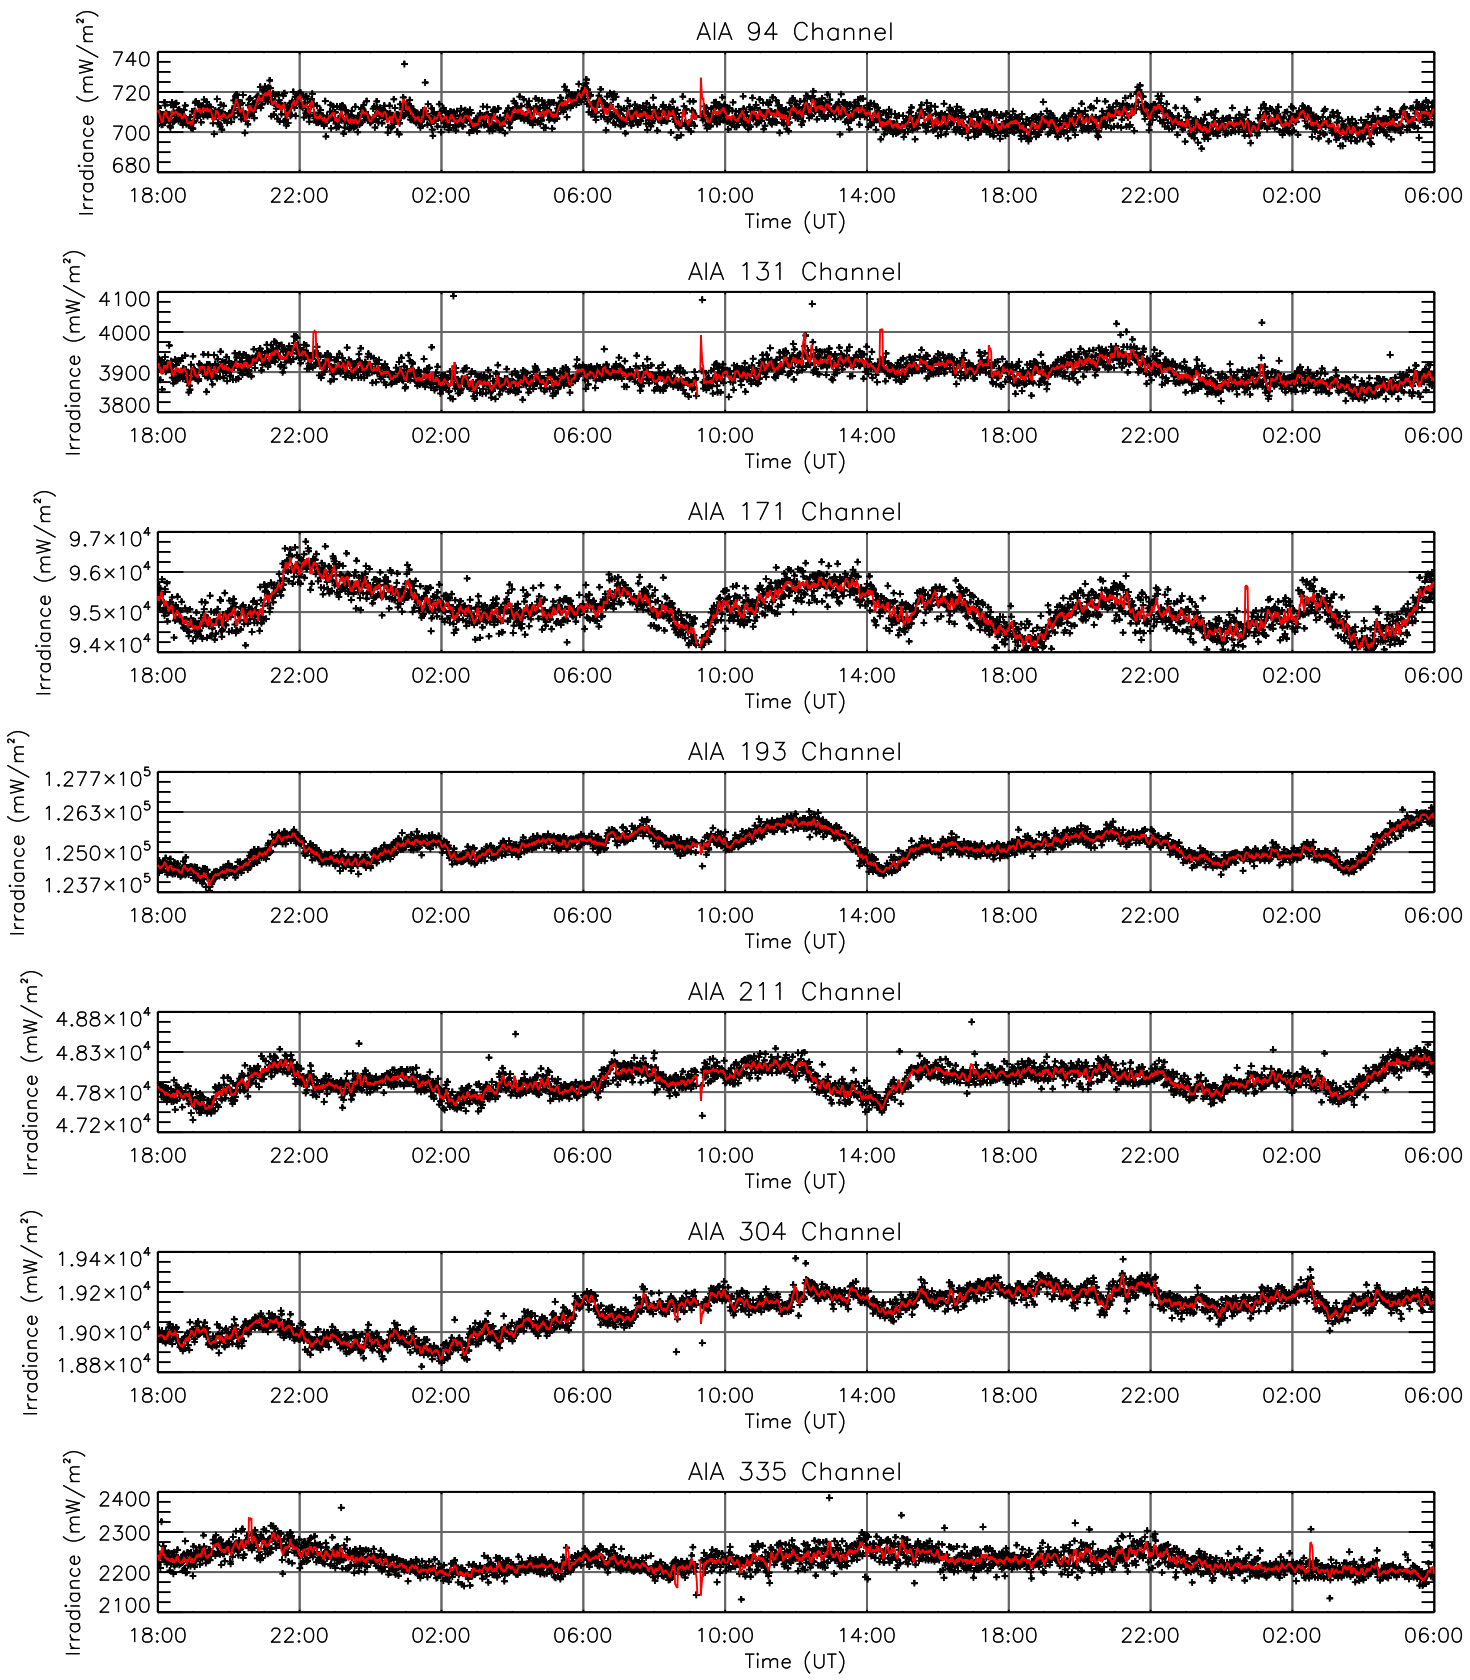 AIA 94 Channel
Irradiance (mW/m²)
740
720
700
680
18:00 22:00 02:00 06:00 10:00 14:00 18:00 22:00 02:00 06:00
Time (UT)
AIA 131 Channel
Irradiance (mW/m²)
4100
4000
3900
3800
18:00 22:00 02:00 06:00 10:00 14:00 18:00 22:00 02:00 06:00
Time (UT)
AIA 171 Channel
Irradiance (mW/m²)
9.7×10⁴
9.6×10⁴
9.5×10⁴
9.4×10⁴
18:00 22:00 02:00 06:00 10:00 14:00 18:00 22:00 02:00 06:00
Time (UT)
AIA 193 Channel
Irradiance (mW/m²)
1.277×10⁵
1.263×10⁵
1.250×10⁵
1.237×10⁵
18:00 22:00 02:00 06:00 10:00 14:00 18:00 22:00 02:00 06:00
Time (UT)
AIA 211 Channel
Irradiance (mW/m²)
4.88×10⁴
4.83×10⁴
4.78×10⁴
4.72×10⁴
18:00 22:00 02:00 06:00 10:00 14:00 18:00 22:00 02:00 06:00
Time (UT)
AIA 304 Channel
Irradiance (mW/m²)
1.94×10⁴
1.92×10⁴
1.90×10⁴
1.88×10⁴
18:00 22:00 02:00 06:00 10:00 14:00 18:00 22:00 02:00 06:00
Time (UT)
AIA 335 Channel
Irradiance (mW/m²)
2400
2300
2200
2100
18:00 22:00 02:00 06:00 10:00 14:00 18:00 22:00 02:00 06:00
Time (UT)